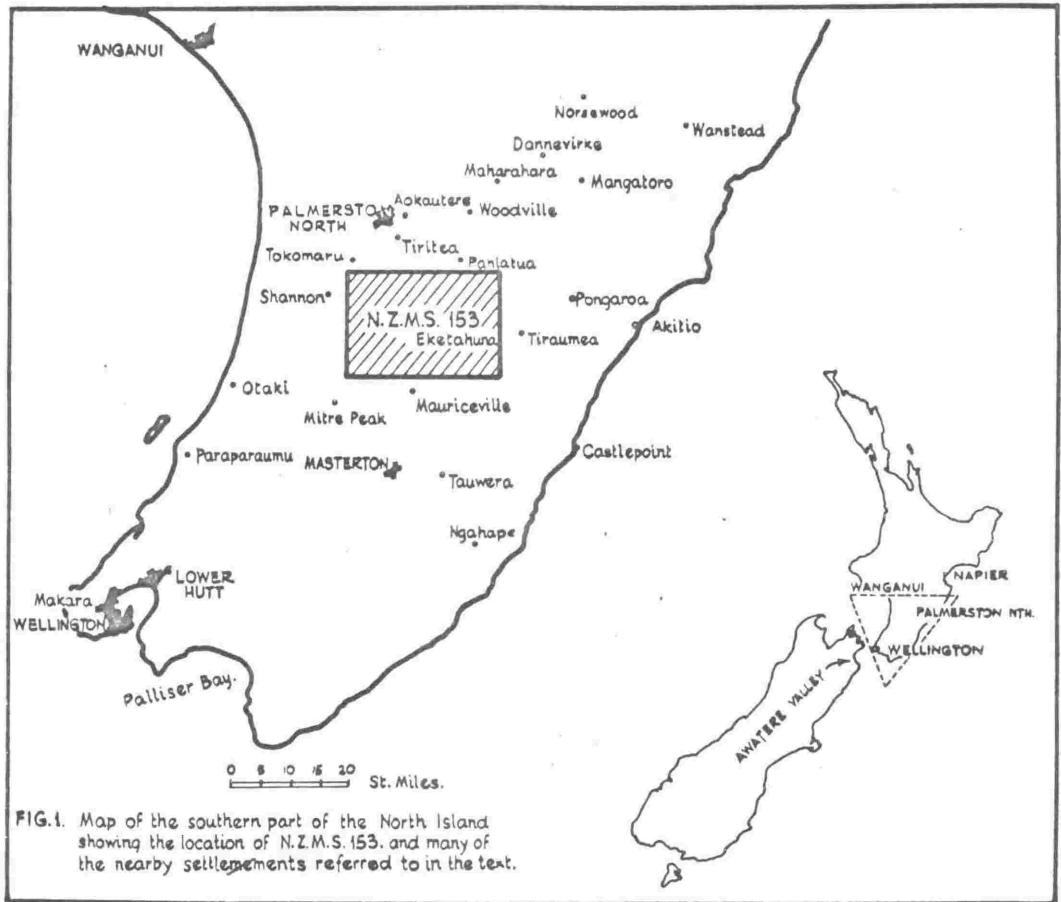 WANGANUI
Norsewood
Wanstead
Dannevirke
Maharahara
Mangatoro
Aokautere
PALMERSTON
NORTH
Woodville
Tiritea
Tokomaru
Pahiatua
Shannon
N.Z.M.S. 153
Eketahuna
Pongaroa
Akitio
Tiraumea
Otaki
Mauriceville
Mitre Peak
Paraparaumu
MASTERTON
Castlepoint
Tauwera
Ngahape
LOWER
HUTT
Makara
WELLINGTON
Palliser Bay.
NAPIER
WANGANUI
PALMERSTON NTH.
WELLINGTON
AWATERE VALLEY
0 5 10 15 20
St. Miles.
FIG.1. Map of the southern part of the North Island
showing the location of N.Z.M.S. 153. and many of
the nearby settlemements referred to in the text.